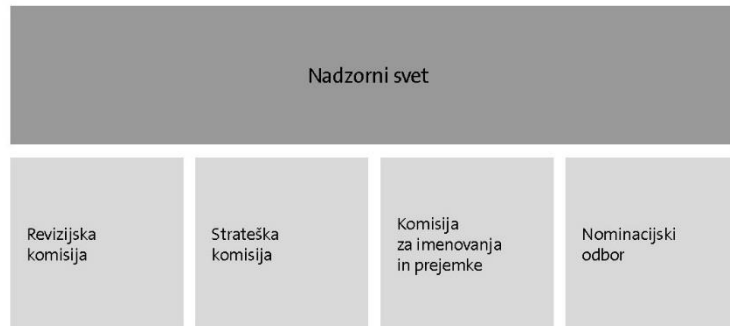 Nadzorni svet
Revizijska
komisija
Strateška
komisija
Komisija
za imenovanja
in prejemke
Nominacijski
odbor